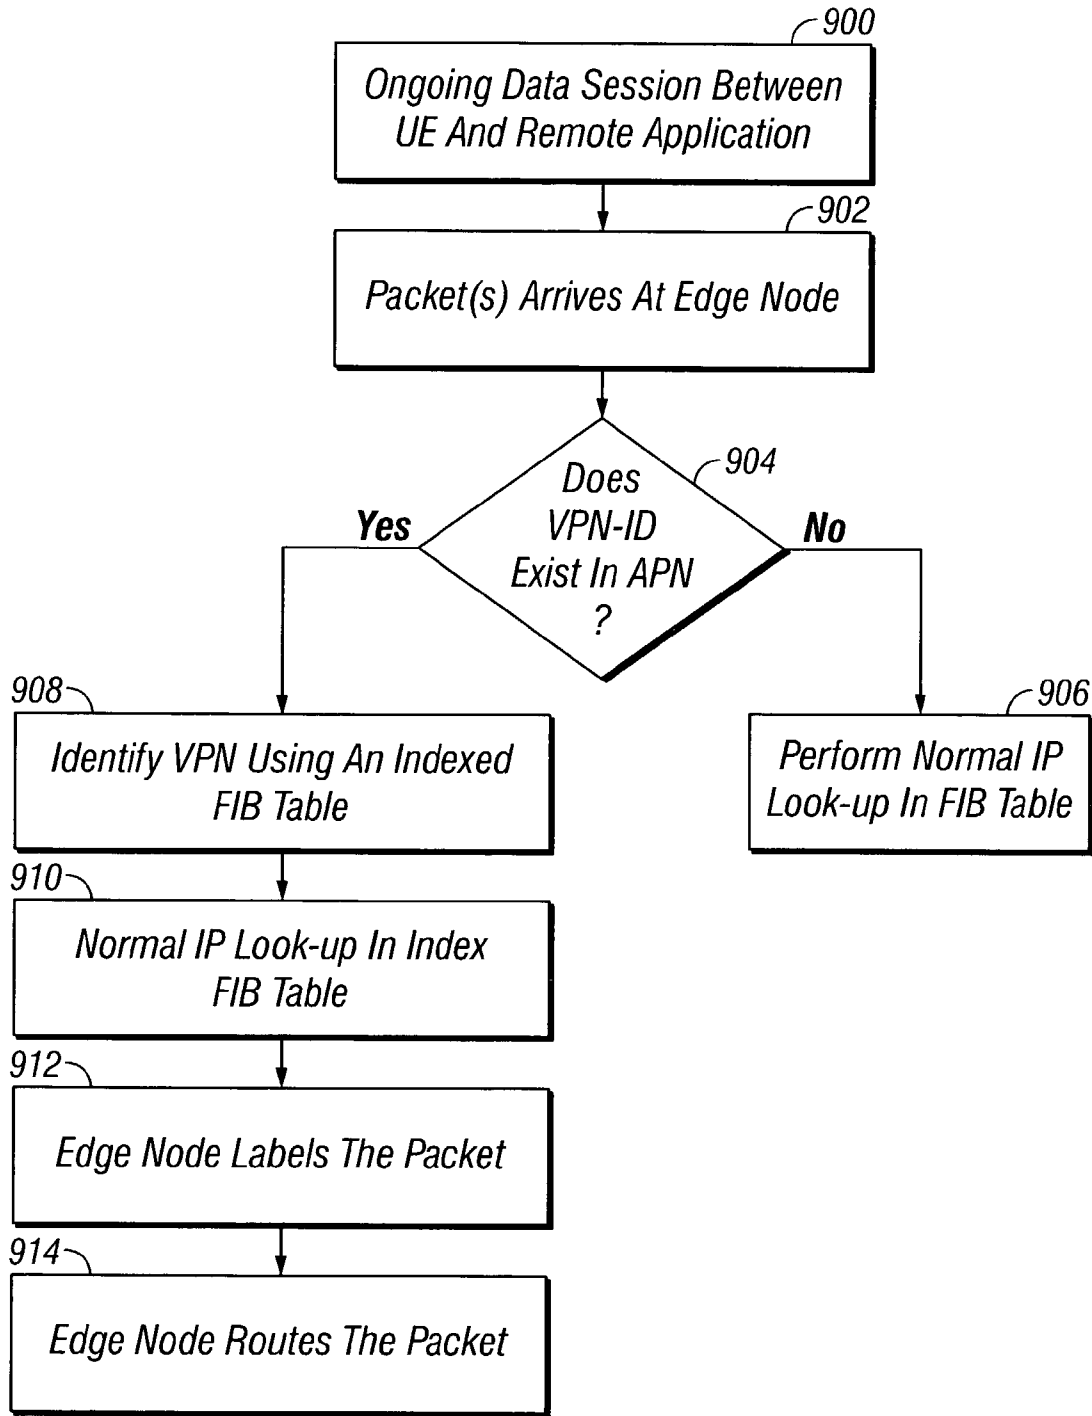 900
Ongoing Data Session Between
UE And Remote Application
902
Packet(s) Arrives At Edge Node
904
Does
VPN-ID
Exist In APN
?
Yes
No
908
Identify VPN Using An Indexed
FIB Table
906
Perform Normal IP
Look-up In FIB Table
910
Normal IP Look-up In Index
FIB Table
912
Edge Node Labels The Packet
914
Edge Node Routes The Packet